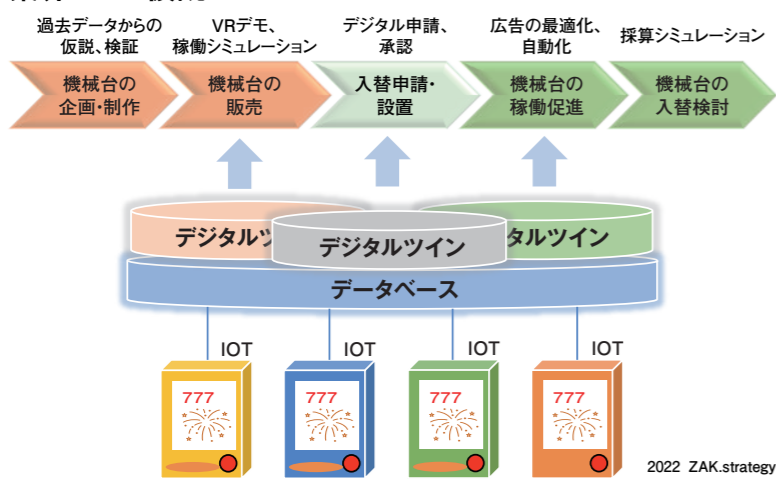 過去データからの
仮説、検証
VRデモ、
稼働シミュレーション
デジタル申請、
承認
広告の最適化、
自動化
採算シミュレーション
機械台の
企画・制作
機械台の
販売
入替申請・
設置
機械台の
稼働促進
機械台の
入替検討
デジタルツ
デジタルツイン
タルツイン
データベース
IOT
IOT
IOT
IOT
777
777
777
777
2022 ZAK.strategy